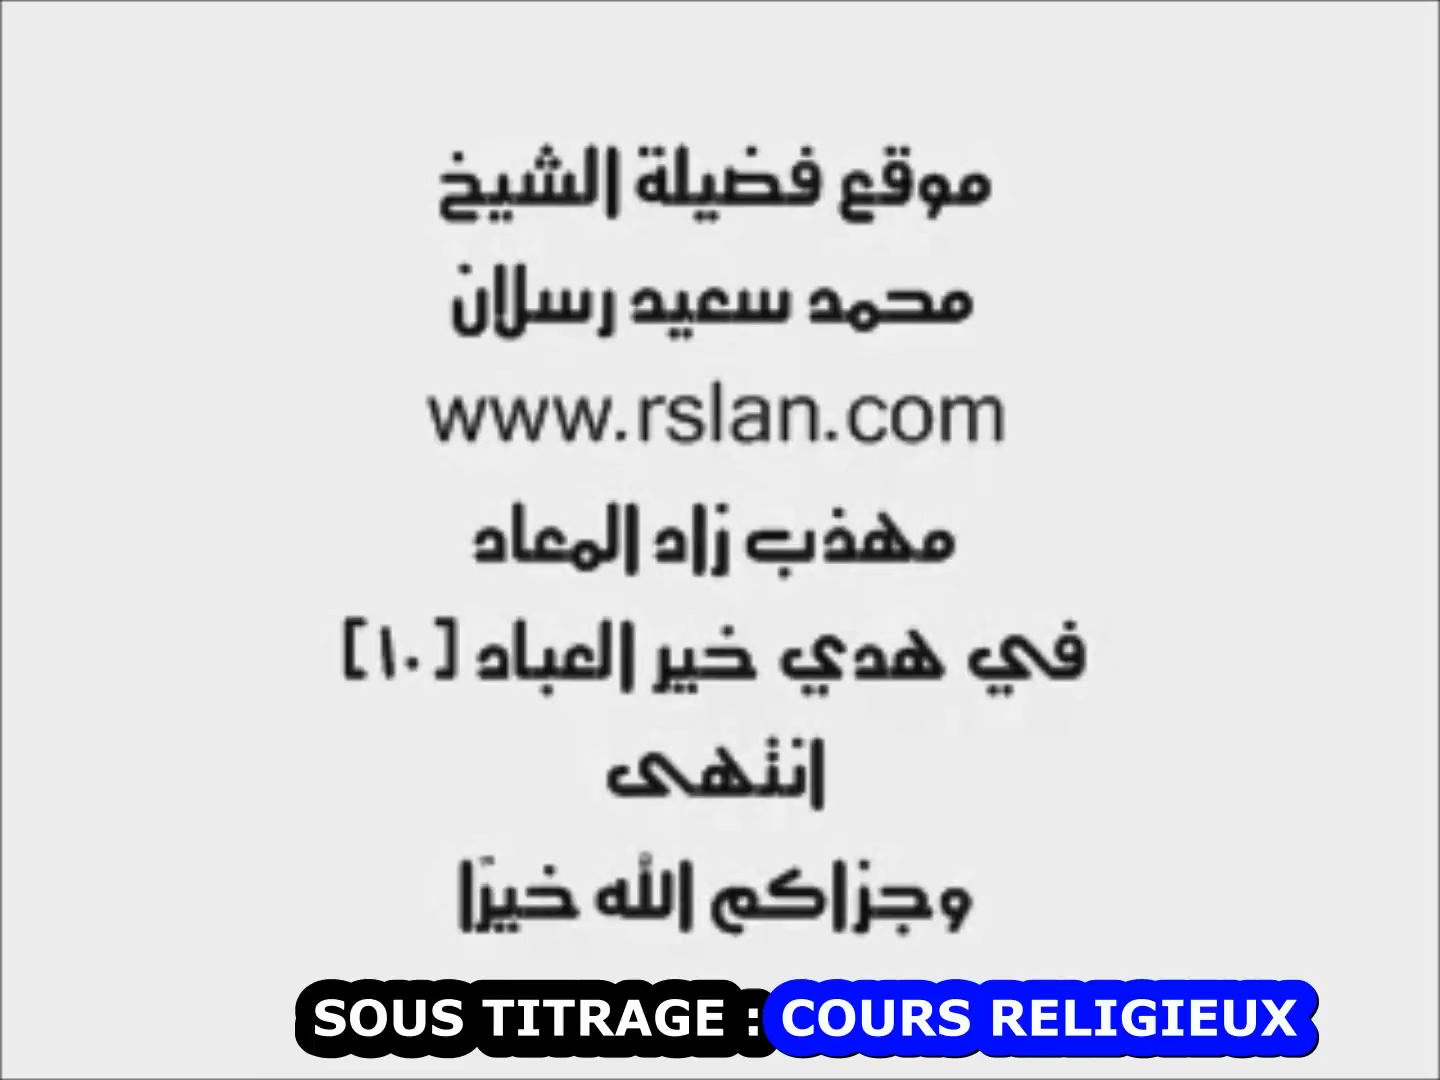 موقع فضيلة الشيخ
محمد سعيد رسلان
www.rslan.com
مهذب زاد المعاد
في هدي خير العباد [١٠]
انتهى
وجزاكم الله خيرًا
SOUS TITRAGE : COURS RELIGIEUX